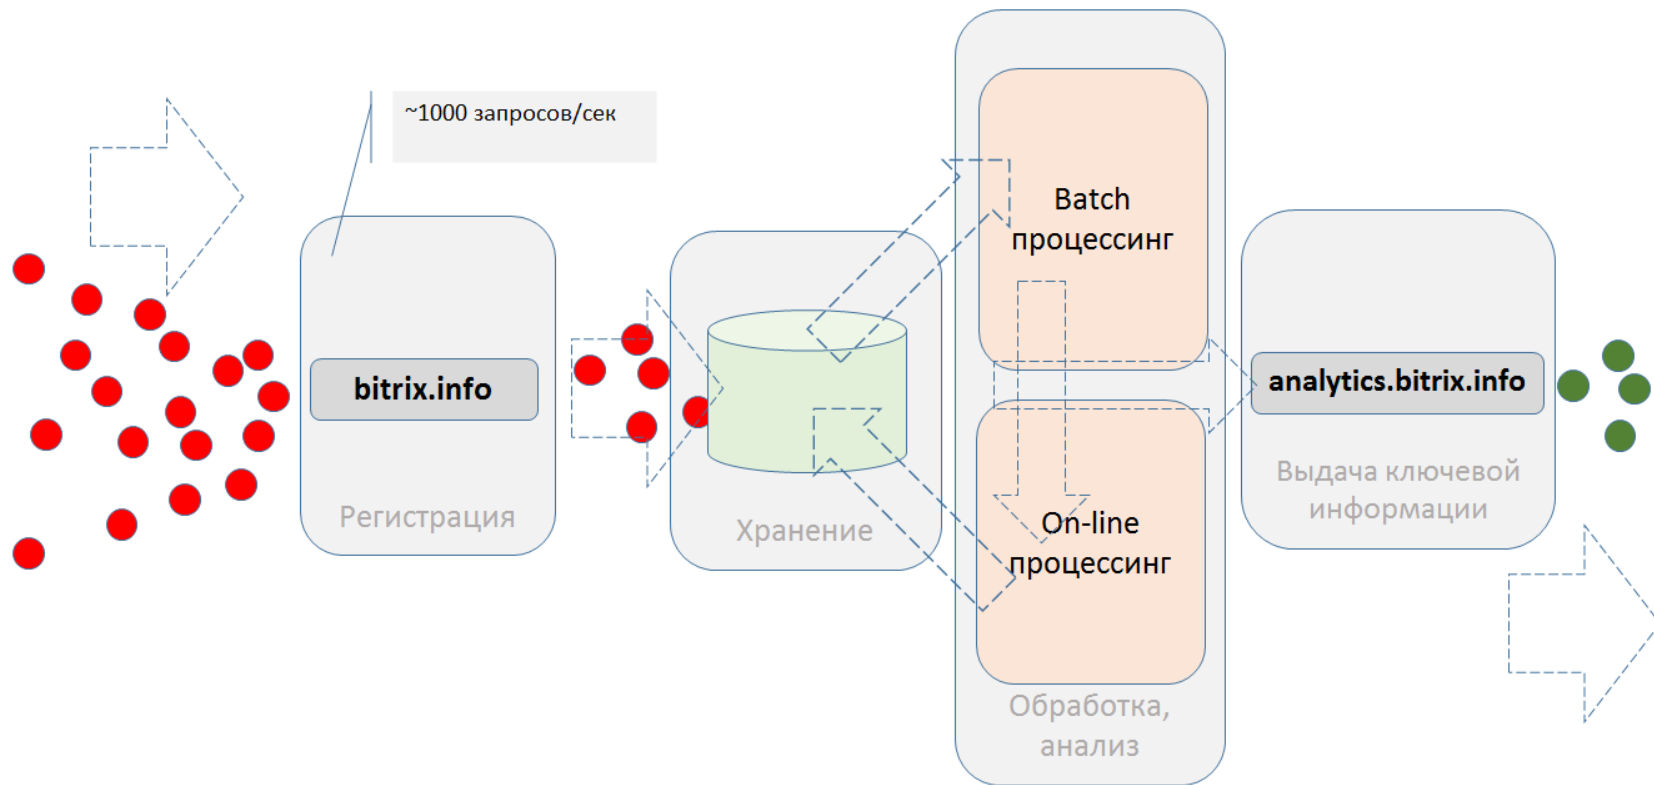 ~1000 запросов/сек
bitrix.info
Регистрация
Хранение
Batch
процессинг
On-line
процессинг
Обработка,
анализ
analytics.bitrix.info
Выдача ключевой
информации